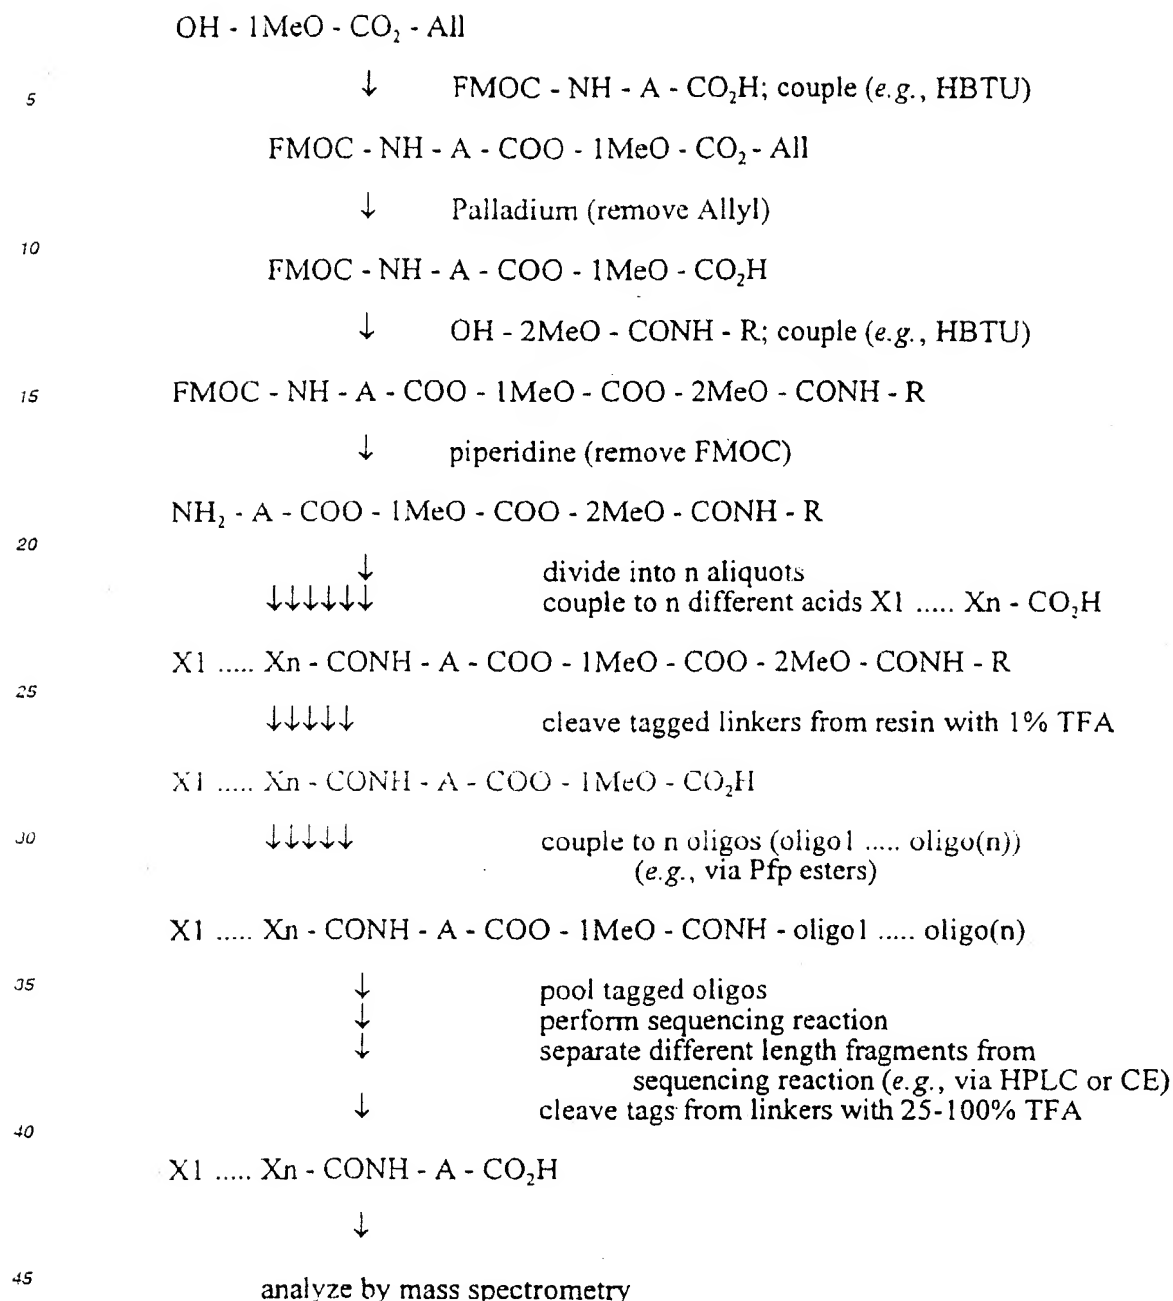 OH - 1MeO - CO₂ - All
5 ↓ FMOC - NH - A - CO₂H; couple (e.g., HBTU)
FMOC - NH - A - COO - 1MeO - CO₂ - All
↓ Palladium (remove Allyl)
10
FMOC - NH - A - COO - 1MeO - CO₂H
↓ OH - 2MeO - CONH - R; couple (e.g., HBTU)
15 FMOC - NH - A - COO - 1MeO - COO - 2MeO - CONH - R
↓ piperidine (remove FMOC)
NH₂ - A - COO - 1MeO - COO - 2MeO - CONH - R
20
↓ divide into n aliquots
↓↓↓↓↓↓ couple to n different acids X1 ..... Xn - CO₂H
X1 ..... Xn - CONH - A - COO - 1MeO - COO - 2MeO - CONH - R
25
↓↓↓↓↓ cleave tagged linkers from resin with 1% TFA
X1 ..... Xn - CONH - A - COO - 1MeO - CO₂H
30 ↓↓↓↓↓ couple to n oligos (oligo1 ..... oligo(n))
(e.g., via Pfp esters)
X1 ..... Xn - CONH - A - COO - 1MeO - CONH - oligo1 ..... oligo(n)
35 ↓ pool tagged oligos
↓ perform sequencing reaction
↓ separate different length fragments from
sequencing reaction (e.g., via HPLC or CE)
↓ cleave tags from linkers with 25-100% TFA
40
X1 ..... Xn - CONH - A - CO₂H
↓
45 analyze by mass spectrometry